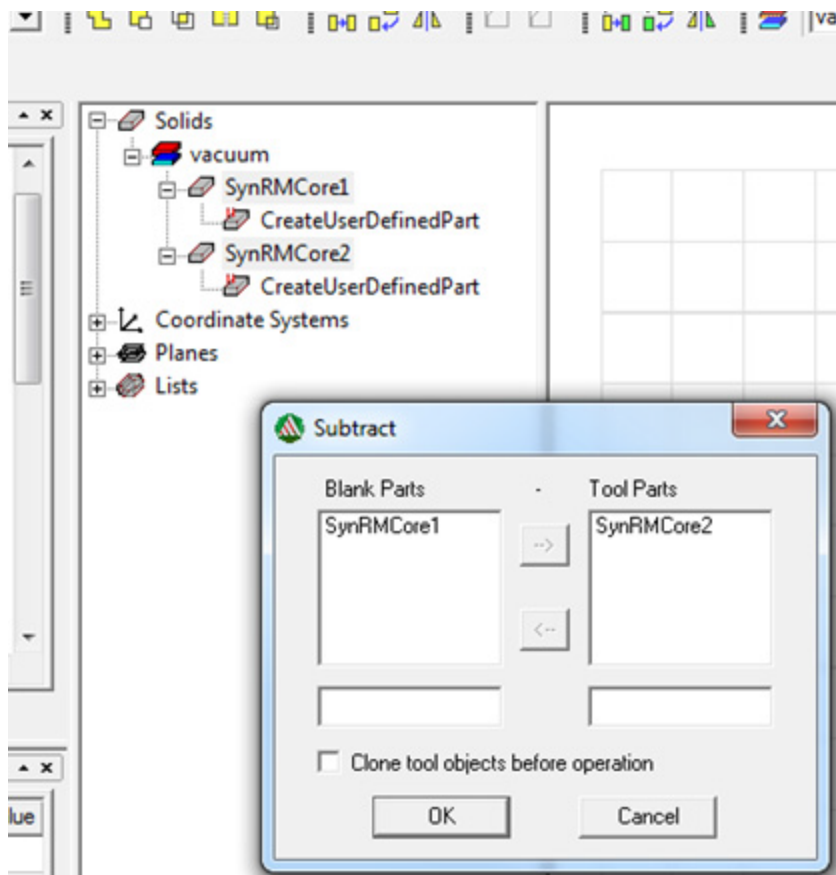 va
Solids
vacuum
SynRMCore1
CreateUserDefinedPart
SynRMCore2
CreateUserDefinedPart
Coordinate Systems
Planes
Lists
Subtract
Blank Parts - Tool Parts
SynRMCore1 SynRMCore2
--> 
<--
Clone tool objects before operation
OK Cancel
lue